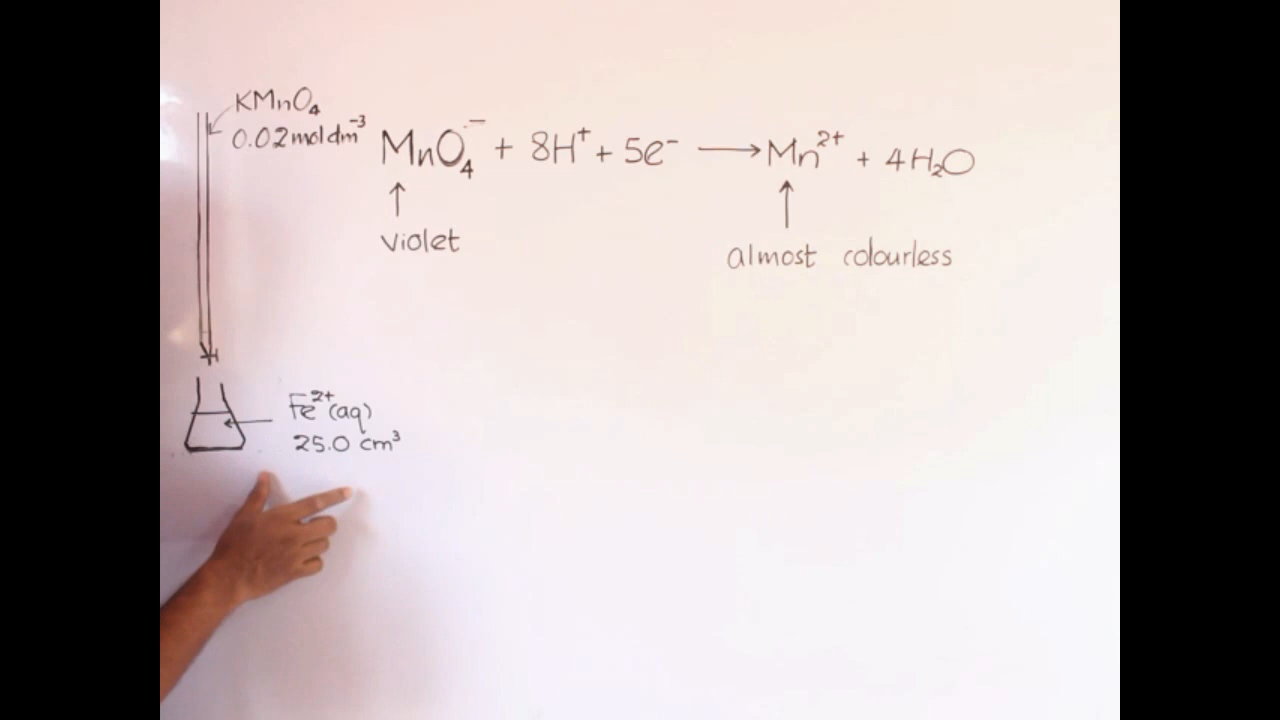 KMnO₄
0.02 mol dm⁻³
MnO₄⁻ + 8H⁺ + 5e⁻ ⟶ Mn²⁺ + 4H₂O
violet
almost colourless
Fe²⁺(aq)
25.0 cm³